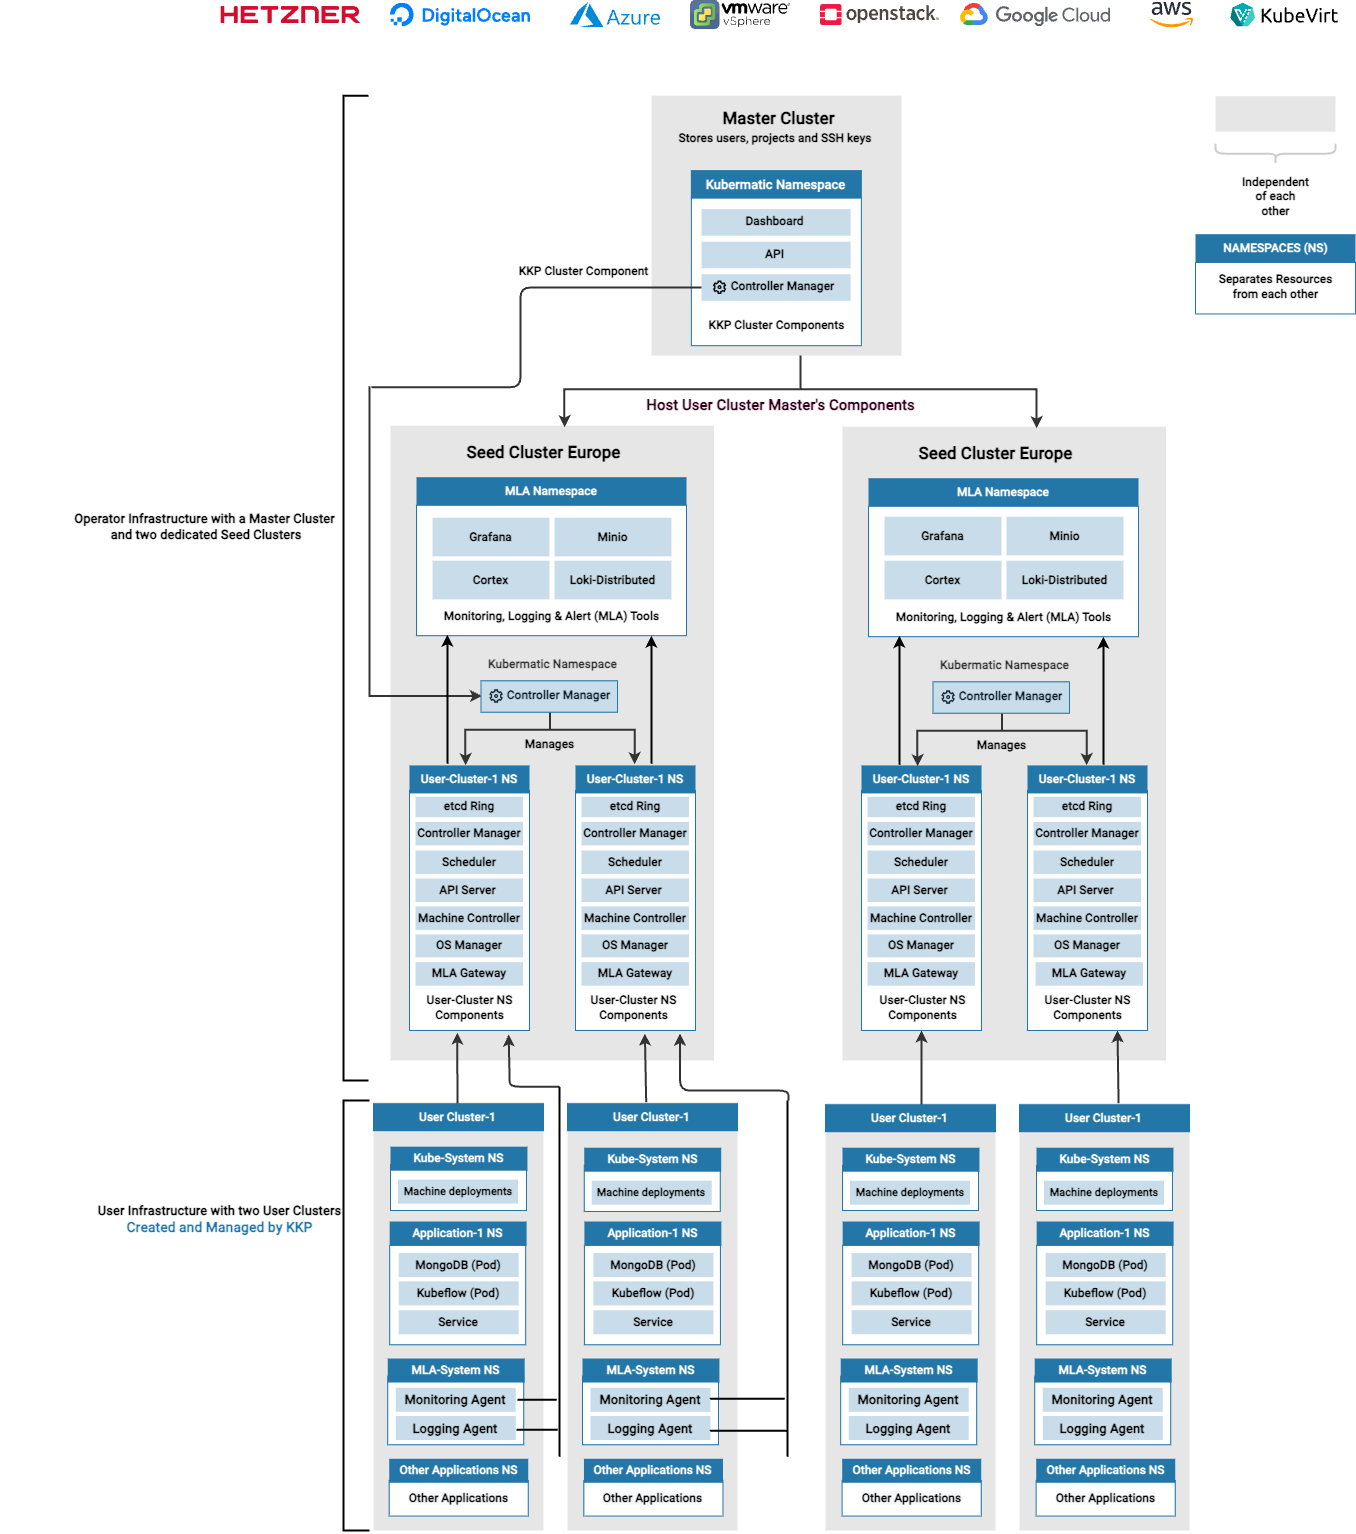 HETZNER
DigitalOcean
Azure
vmware
vSphere
openstack.
Google Cloud
aws
KubeVirt
Master Cluster
Stores users, projects and SSH keys
Kubermatic Namespace
Dashboard
API
Controller Manager
KKP Cluster Components
KKP Cluster Component
Independent
of each
other
NAMESPACES (NS)
Separates Resources
from each other
Host User Cluster Master's Components
Operator Infrastructure with a Master Cluster
and two dedicated Seed Clusters
Seed Cluster Europe
MLA Namespace
Grafana
Minio
Cortex
Loki-Distributed
Monitoring, Logging & Alert (MLA) Tools
Kubermatic Namespace
Controller Manager
Manages
User-Cluster-1 NS
etcd Ring
Controller Manager
Scheduler
API Server
Machine Controller
OS Manager
MLA Gateway
User-Cluster NS
Components
User-Cluster-1 NS
etcd Ring
Controller Manager
Scheduler
API Server
Machine Controller
OS Manager
MLA Gateway
User-Cluster NS
Components
Seed Cluster Europe
MLA Namespace
Grafana
Minio
Cortex
Loki-Distributed
Monitoring, Logging & Alert (MLA) Tools
Kubermatic Namespace
Controller Manager
Manages
User-Cluster-1 NS
etcd Ring
Controller Manager
Scheduler
API Server
Machine Controller
OS Manager
MLA Gateway
User-Cluster NS
Components
User-Cluster-1 NS
etcd Ring
Controller Manager
Scheduler
API Server
Machine Controller
OS Manager
MLA Gateway
User-Cluster NS
Components
User Infrastructure with two User Clusters
Created and Managed by KKP
User Cluster-1
Kube-System NS
Machine deployments
Application-1 NS
MongoDB (Pod)
Kubeflow (Pod)
Service
MLA-System NS
Monitoring Agent
Logging Agent
Other Applications NS
Other Applications
User Cluster-1
Kube-System NS
Machine deployments
Application-1 NS
MongoDB (Pod)
Kubeflow (Pod)
Service
MLA-System NS
Monitoring Agent
Logging Agent
Other Applications NS
Other Applications
User Cluster-1
Kube-System NS
Machine deployments
Application-1 NS
MongoDB (Pod)
Kubeflow (Pod)
Service
MLA-System NS
Monitoring Agent
Logging Agent
Other Applications NS
Other Applications
User Cluster-1
Kube-System NS
Machine deployments
Application-1 NS
MongoDB (Pod)
Kubeflow (Pod)
Service
MLA-System NS
Monitoring Agent
Logging Agent
Other Applications NS
Other Applications